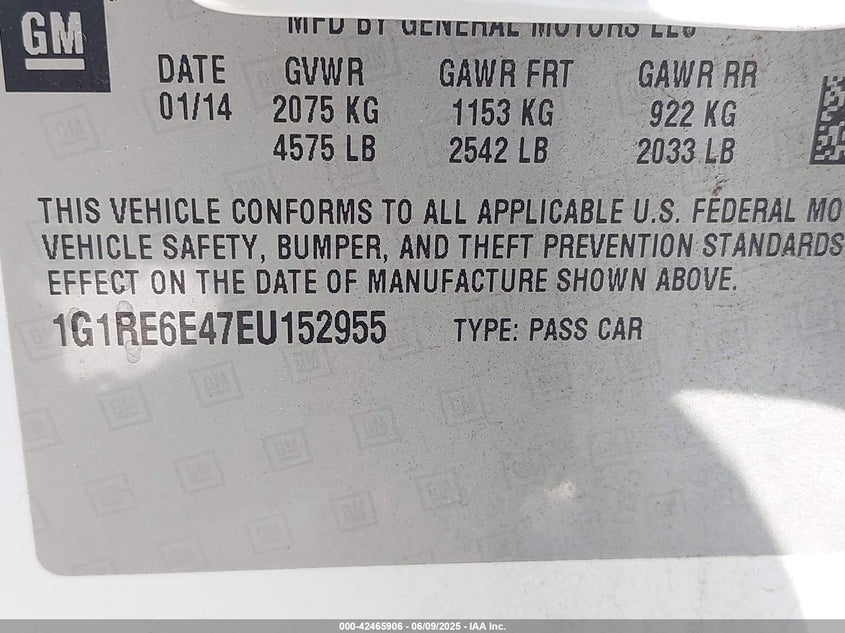 GM
MFD BY GENERAL MOTORS LLC
DATE GVWR GAWR FRT GAWR RR
01/14 2075 KG 1153 KG 922 KG
4575 LB 2542 LB 2033 LB
THIS VEHICLE CONFORMS TO ALL APPLICABLE U.S. FEDERAL MO
VEHICLE SAFETY, BUMPER, AND THEFT PREVENTION STANDARDS
EFFECT ON THE DATE OF MANUFACTURE SHOWN ABOVE.
1G1RE6E47EU152955 TYPE: PASS CAR
000-42465906 - 06/09/2025 - IAA Inc.